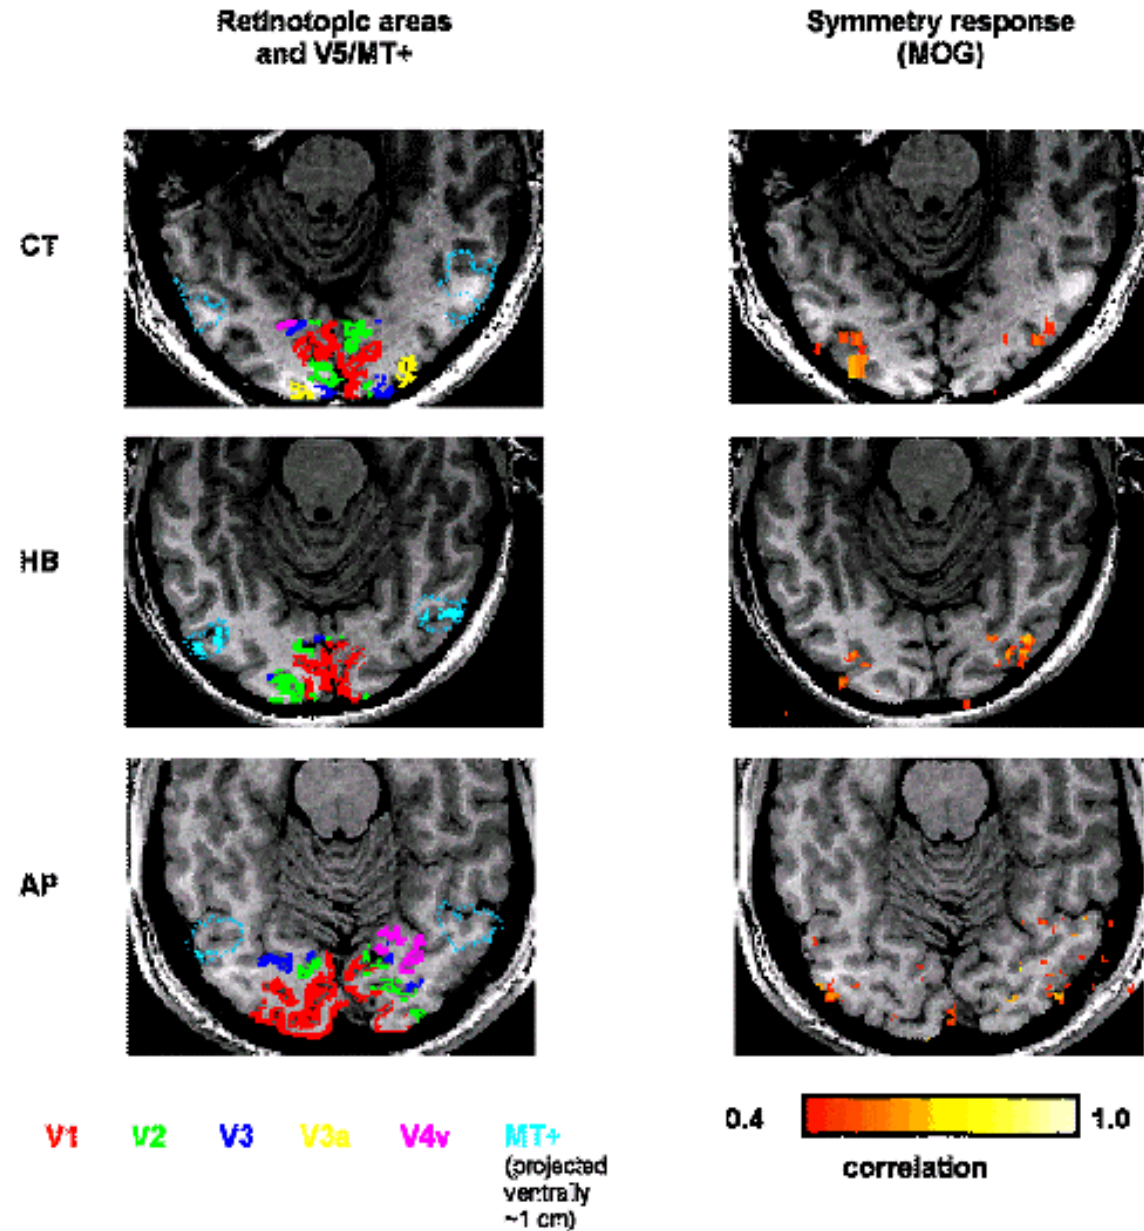 Retinotopic areas
and V5/MT+
Symmetry response
(MOG)
CT
HB
AP
V1 V2 V3 V3a V4v MT+
(projected
ventrally
~1 cm)
0.4 1.0
correlation